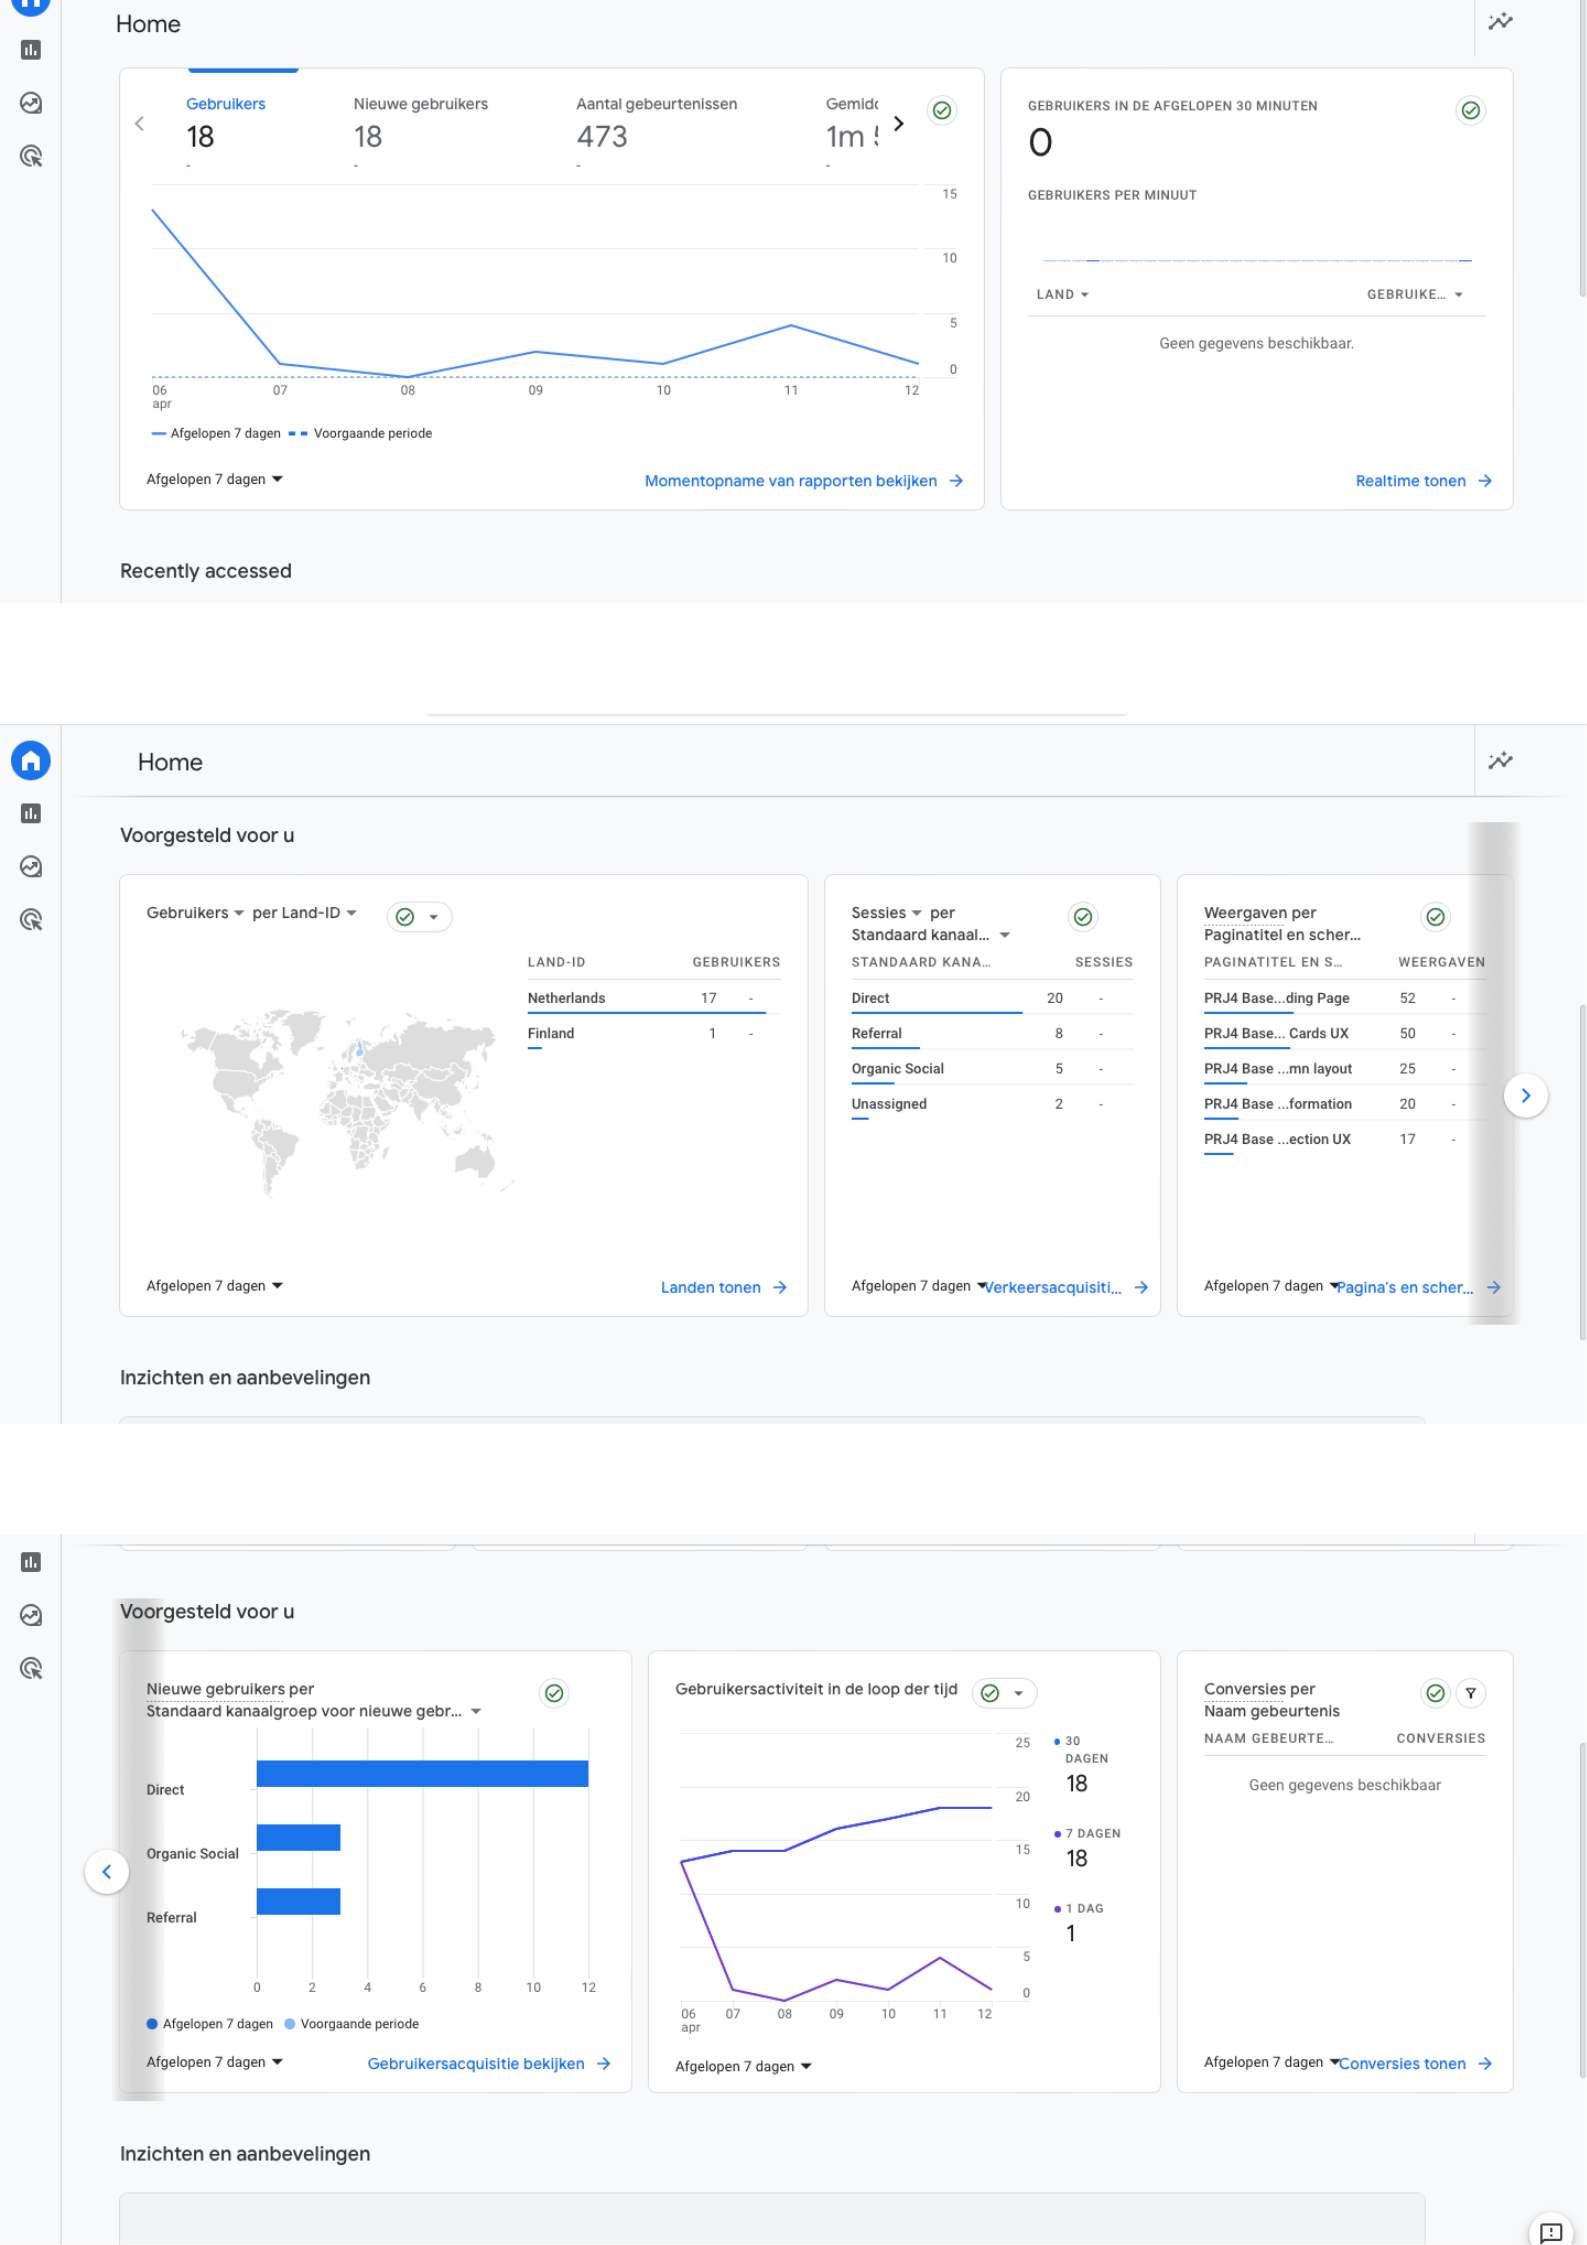 Home
Gebruikers
18
-
Nieuwe gebruikers
18
-
Aantal gebeurtenissen
473
-
1m
-
15
10
5
0
06
apr
07
08
09
10
11
12
Afgelopen 7 dagen
Voorgaande periode
Afgelopen 7 dagen
Momentopname van rapporten bekijken
GEBRUIKERS IN DE AFGELOPEN 30 MINUTEN
0
GEBRUIKERS PER MINUUT
LAND
GEBRUIKE...
Geen gegevens beschikbaar.
Realtime tonen
Recently accessed
Home
Voorgesteld voor u
Gebruikers per Land-ID
LAND-ID GEBRUIKERS
Netherlands 17 -
Finland 1 -
Afgelopen 7 dagen
Landen tonen
Sessies per
Standaard kanaal...
STANDAARD KANA... SESSIES
Direct 20 -
Referral 8 -
Organic Social 5 -
Unassigned 2 -
Afgelopen 7 dagen
Verkeersacquisiti...
Weergaven per
Paginatitel en scher...
PAGINATITEL EN S... WEERGAVEN
PRJ4 Base...ding Page 52 -
PRJ4 Base... Cards UX 50 -
PRJ4 Base ...mn layout 25 -
PRJ4 Base ...formation 20 -
PRJ4 Base ...ection UX 17 -
Afgelopen 7 dagen
Pagina's en scher...
Inzichten en aanbevelingen
Voorgesteld voor u
Nieuwe gebruikers per
Standaard kanaalgroep voor nieuwe gebr...
Direct
Organic Social
Referral
0 2 4 6 8 10 12
Afgelopen 7 dagen
Voorgaande periode
Afgelopen 7 dagen
Gebruikersacquisitie bekijken
Gebruikersactiviteit in de loop der tijd
25
20
15
10
5
0
06
apr
07
08
09
10
11
12
30
DAGEN
18
7 DAGEN
18
1 DAG
1
Afgelopen 7 dagen
Conversies per
Naam gebeurtenis
NAAM GEBEURTE... CONVERSIES
Geen gegevens beschikbaar
Afgelopen 7 dagen
Conversies tonen
Inzichten en aanbevelingen